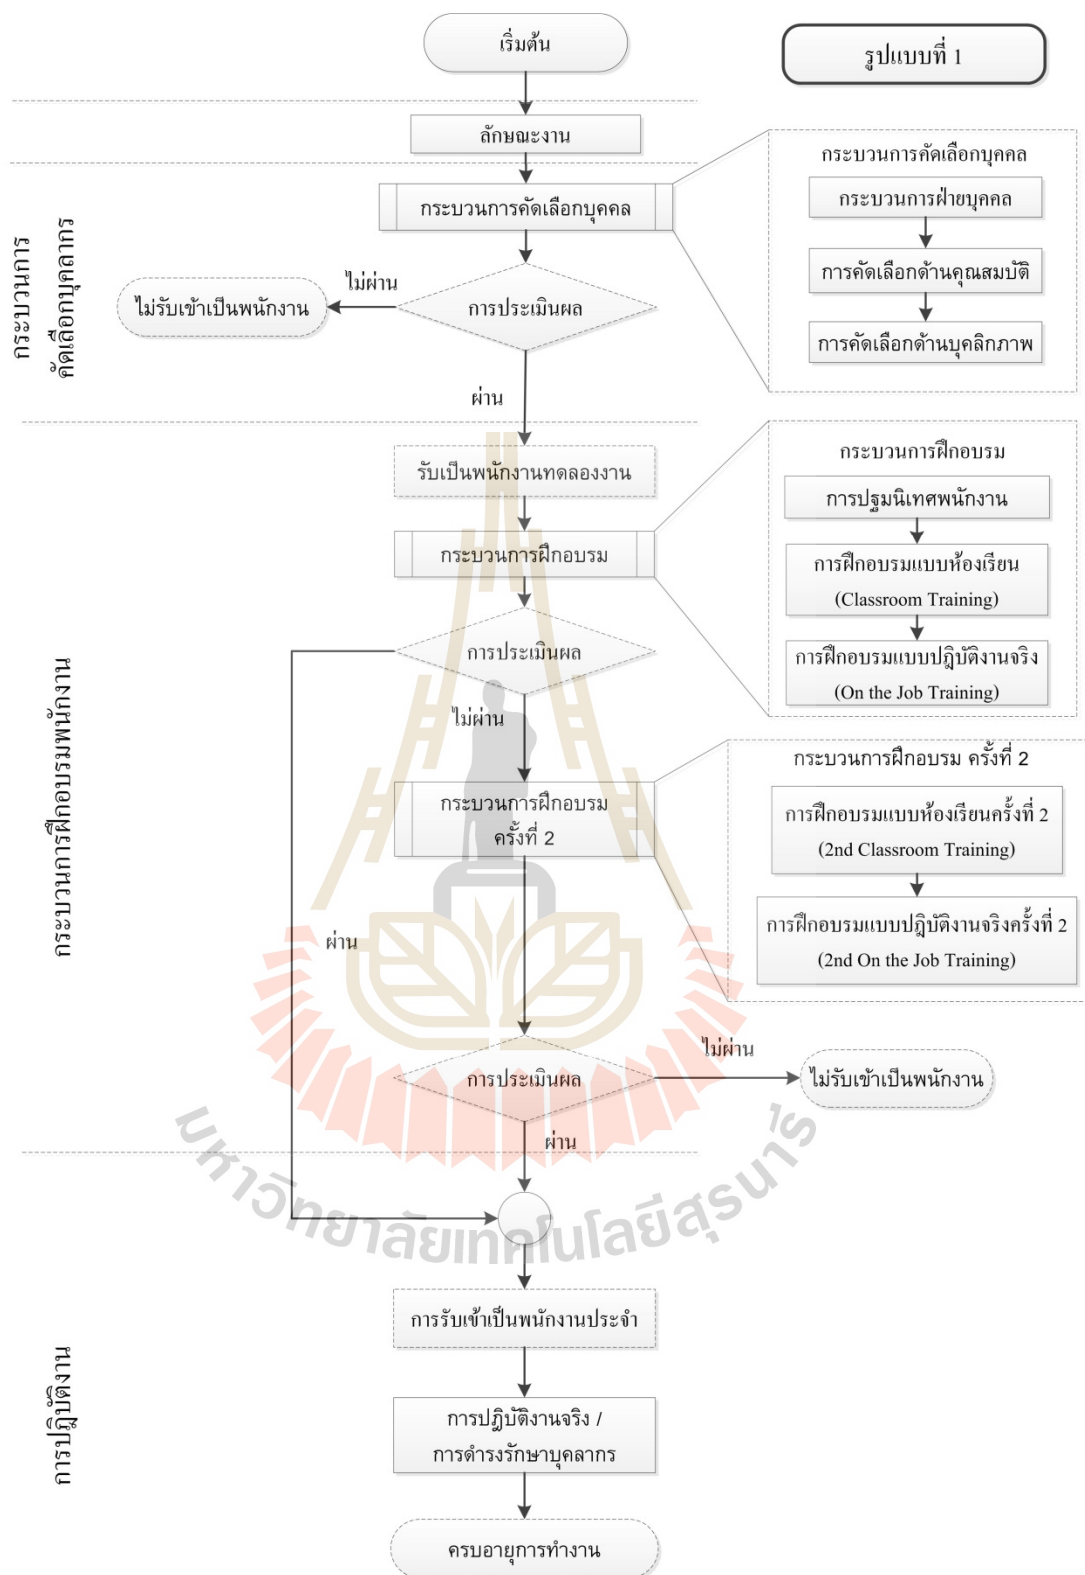 เริ่มต้น
รูปแบบที่ 1
ลักษณะงาน
กระบวนการคัดเลือกบุคคล
กระบวนการ
คัดเลือกบุคลากร
การประเมินผล
ไม่ผ่าน
ไม่รับเข้าเป็นพนักงาน
ผ่าน
กระบวนการคัดเลือกบุคคล
กระบวนการฝ่ายบุคคล
การคัดเลือกด้านคุณสมบัติ
การคัดเลือกด้านบุคลิกภาพ
รับเป็นพนักงานทดลองงาน
กระบวนการฝึกอบรม
การประเมินผล
ไม่ผ่าน
กระบวนการฝึกอบรม
การปฐมนิเทศพนักงาน
การฝึกอบรมแบบห้องเรียน
(Classroom Training)
การฝึกอบรมแบบปฎิบัติงานจริง
(On the Job Training)
กระบวนการฝึกอบรมพนักงาน
กระบวนการฝึกอบรม
ครั้งที่ 2
กระบวนการฝึกอบรม ครั้งที่ 2
การฝึกอบรมแบบห้องเรียนครั้งที่ 2
(2nd Classroom Training)
การฝึกอบรมแบบปฎิบัติงานจริงครั้งที่ 2
(2nd On the Job Training)
ผ่าน
การประเมินผล
ไม่ผ่าน
ไม่รับเข้าเป็นพนักงาน
ผ่าน
มหาวิทยาลัยเทคโนโลยีสุรนารี
การรับเข้าเป็นพนักงานประจำ
การปฎิบัติงาน
การปฎิบัติงานจริง /
การดำรงรักษาบุคลากร
ครบอายุการทำงาน